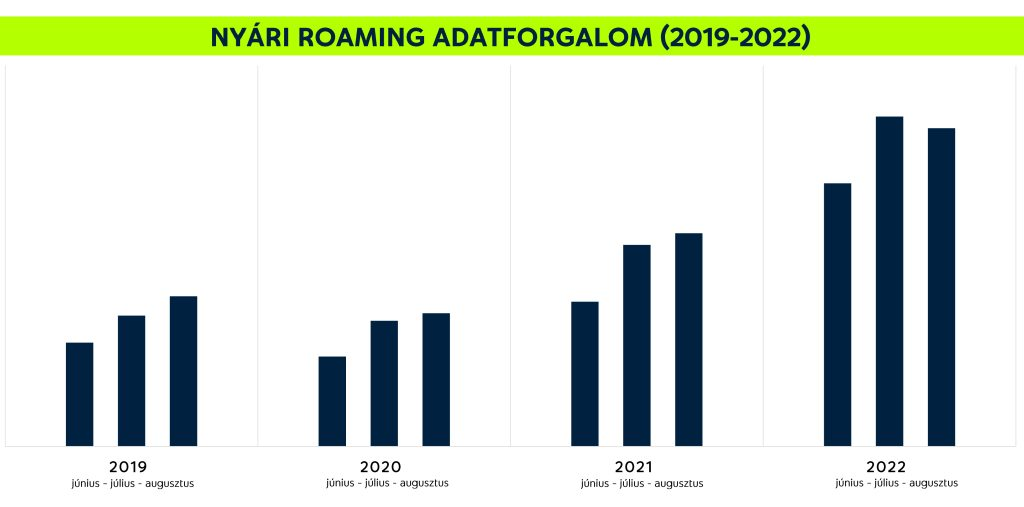 NYÁRI ROAMING ADATFORGALOM (2019-2022)
2019
június – július - augusztus
2020
június – július - augusztus
2021
június – július - augusztus
2022
június – július - augusztus